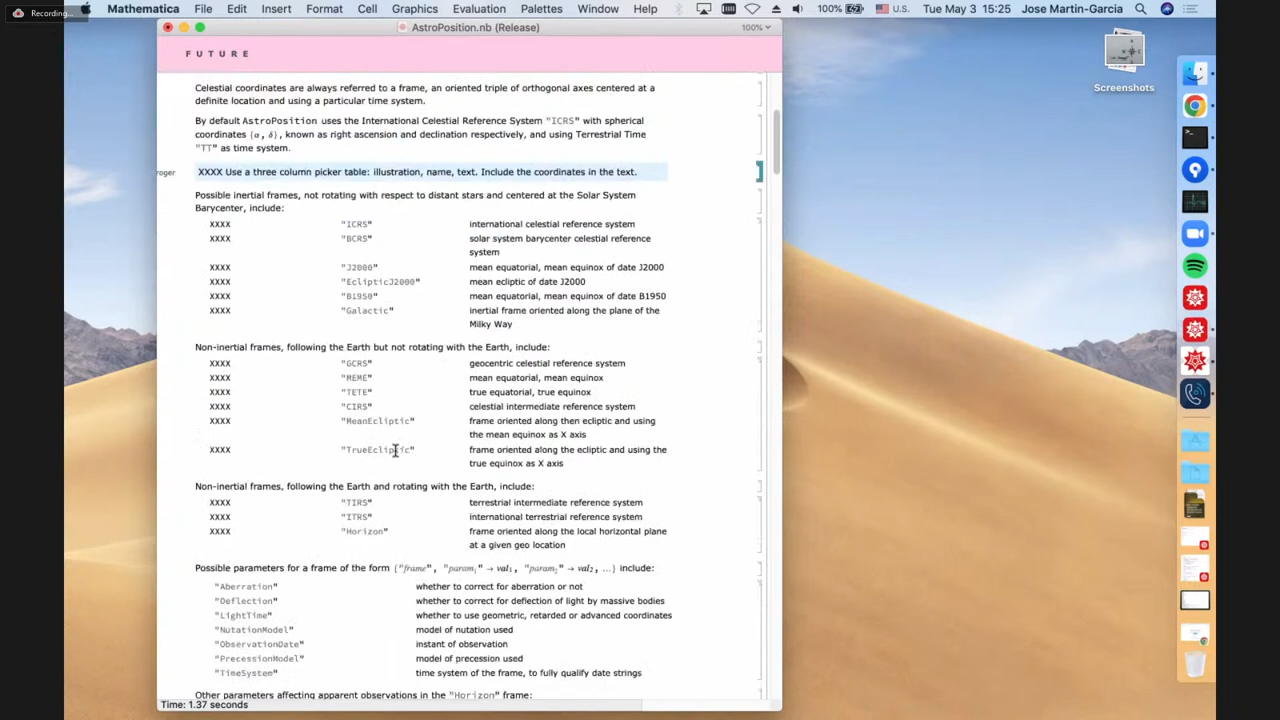 Recording...
Mathematica File Edit Insert Format Cell Graphics Evaluation Palettes Window Help 100% U.S. Tue May 3 15:25 Jose Martin-Garcia
AstroPosition.nb (Release) 100%
FUTURE
Screenshots
Celestial coordinates are always referred to a frame, an oriented triple of orthogonal axes centered at a
definite location and using a particular time system.
By default AstroPosition uses the International Celestial Reference System "ICRS" with spherical
coordinates {α, δ}, known as right ascension and declination respectively, and using Terrestrial Time
"TT" as time system.
roger XXXX Use a three column picker table: illustration, name, text. Include the coordinates in the text.
Possible inertial frames, not rotating with respect to distant stars and centered at the Solar System
Barycenter, include:
XXXX "ICRS" international celestial reference system
XXXX "BCRS" solar system barycenter celestial reference
system
XXXX "J2000" mean equatorial, mean equinox of date J2000
XXXX "EclipticJ2000" mean ecliptic of date J2000
XXXX "B1950" mean equatorial, mean equinox of date B1950
XXXX "Galactic" inertial frame oriented along the plane of the
Milky Way
Non-inertial frames, following the Earth but not rotating with the Earth, include:
XXXX "GCRS" geocentric celestial reference system
XXXX "MEME" mean equatorial, mean equinox
XXXX "TETE" true equatorial, true equinox
XXXX "CIRS" celestial intermediate reference system
XXXX "MeanEcliptic" frame oriented along then ecliptic and using
the mean equinox as X axis
XXXX "TrueEcliptic" frame oriented along the ecliptic and using the
true equinox as X axis
Non-inertial frames, following the Earth and rotating with the Earth, include:
XXXX "TIRS" terrestrial intermediate reference system
XXXX "ITRS" international terrestrial reference system
XXXX "Horizon" frame oriented along the local horizontal plane
at a given geo location
Possible parameters for a frame of the form {"frame", "param₁" → val₁, "param₂" → val₂, ...} include:
"Aberration" whether to correct for aberration or not
"Deflection" whether to correct for deflection of light by massive bodies
"LightTime" whether to use geometric, retarded or advanced coordinates
"NutationModel" model of nutation used
"ObservationDate" instant of observation
"PrecessionModel" model of precession used
"TimeSystem" time system of the frame, to fully qualify date strings
Other parameters affecting apparent observations in the "Horizon" frame:
Time: 1.37 seconds